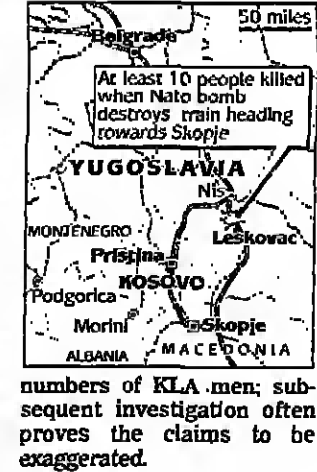 50 miles
Belgrade
At least 10 people killed
when Nato bomb
destroys train heading
towards Skopje
YUGOSLAVIA
Nis
MONTENEGRO
Leskovac
Pristina
KOSOVO
Podgorica
Morini
Skopje
ALBANIA
MACEDONIA
numbers of KLA men; sub-
sequent investigation often
proves the claims to be
exaggerated.